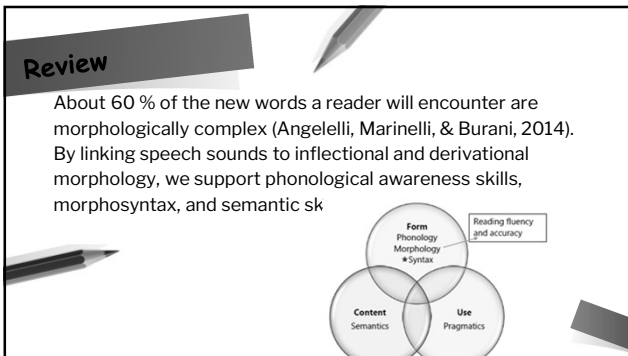 Review
About 60 % of the new words a reader will encounter are
morphologically complex (Angelelli, Marinelli, & Burani, 2014).
By linking speech sounds to inflectional and derivational
morphology, we support phonological awareness skills,
morphosyntax, and semantic sk
Form
Phonology
Morphology
★Syntax
Reading fluency
and accuracy
Content
Semantics
Use
Pragmatics